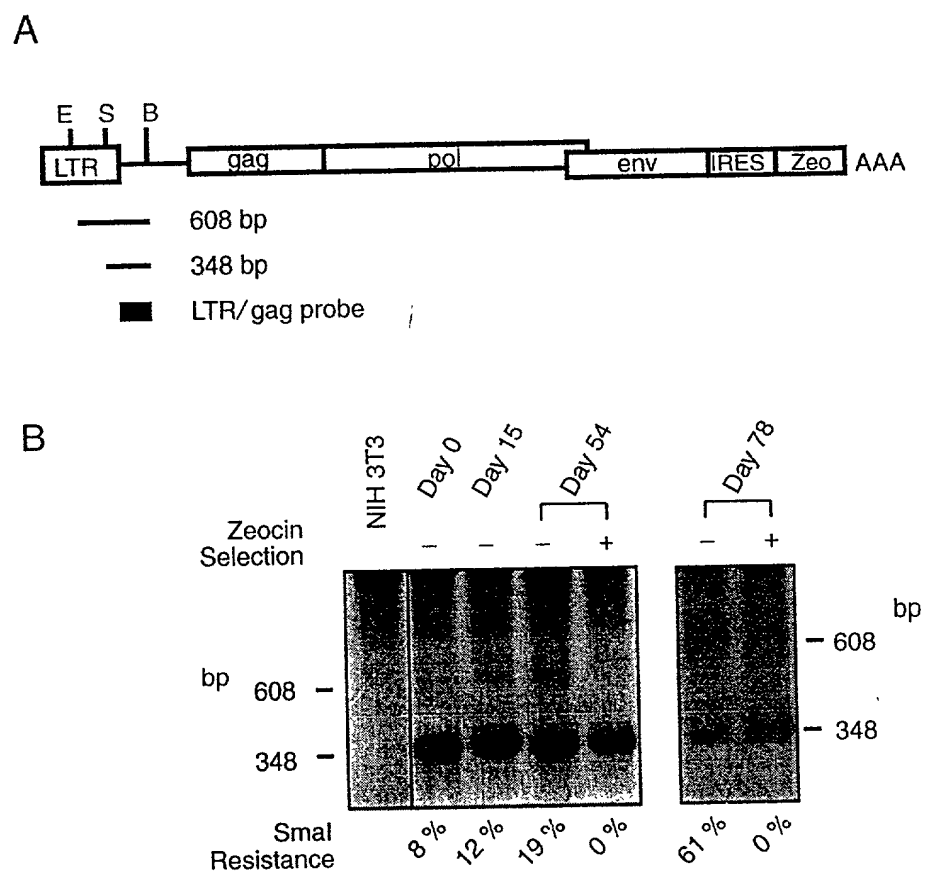 A
E S B
LTR gag pol env IRES Zeo AAA
608 bp
348 bp
LTR/gag probe
B
NIH 3T3 Day 0 Day 15 Day 54 Day 78
Zeocin
Selection
– – – + – +
bp
608
348
bp
608
348
SmaI
Resistance
8 % 12 % 19 % 0 % 61 % 0 %